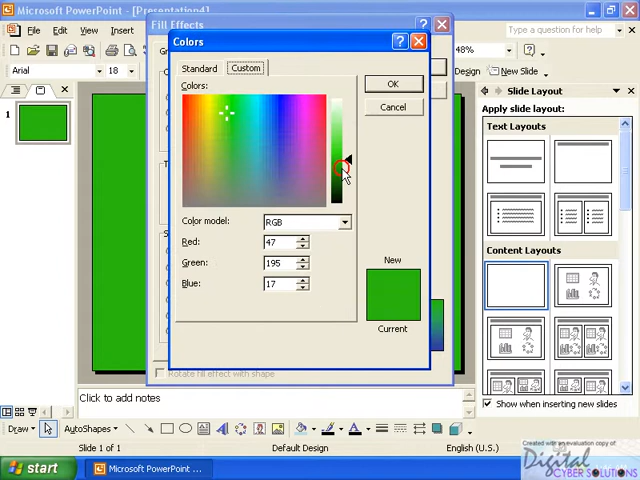 Microsoft PowerPoint - [Presentation4]
Fill Effects
File
Edit
View
Insert
Type a question for help
Colors
48%
Arial
18
Design
New Slide
Standard
Custom
OK
Cancel
Colors:
Slide Layout
Apply slide layout:
Text Layouts
1
Color model:
RGB
Red:
47
Green:
195
Blue:
17
New
Current
Content Layouts
Rotate fill effect with shape
Click to add notes
Show when inserting new slides
Draw
AutoShapes
Slide 1 of 1
Default Design
English (U.S.)
start
Microsoft PowerPoint ...
Created with an evaluation copy of
Digital
CYBER SOLUTIONS